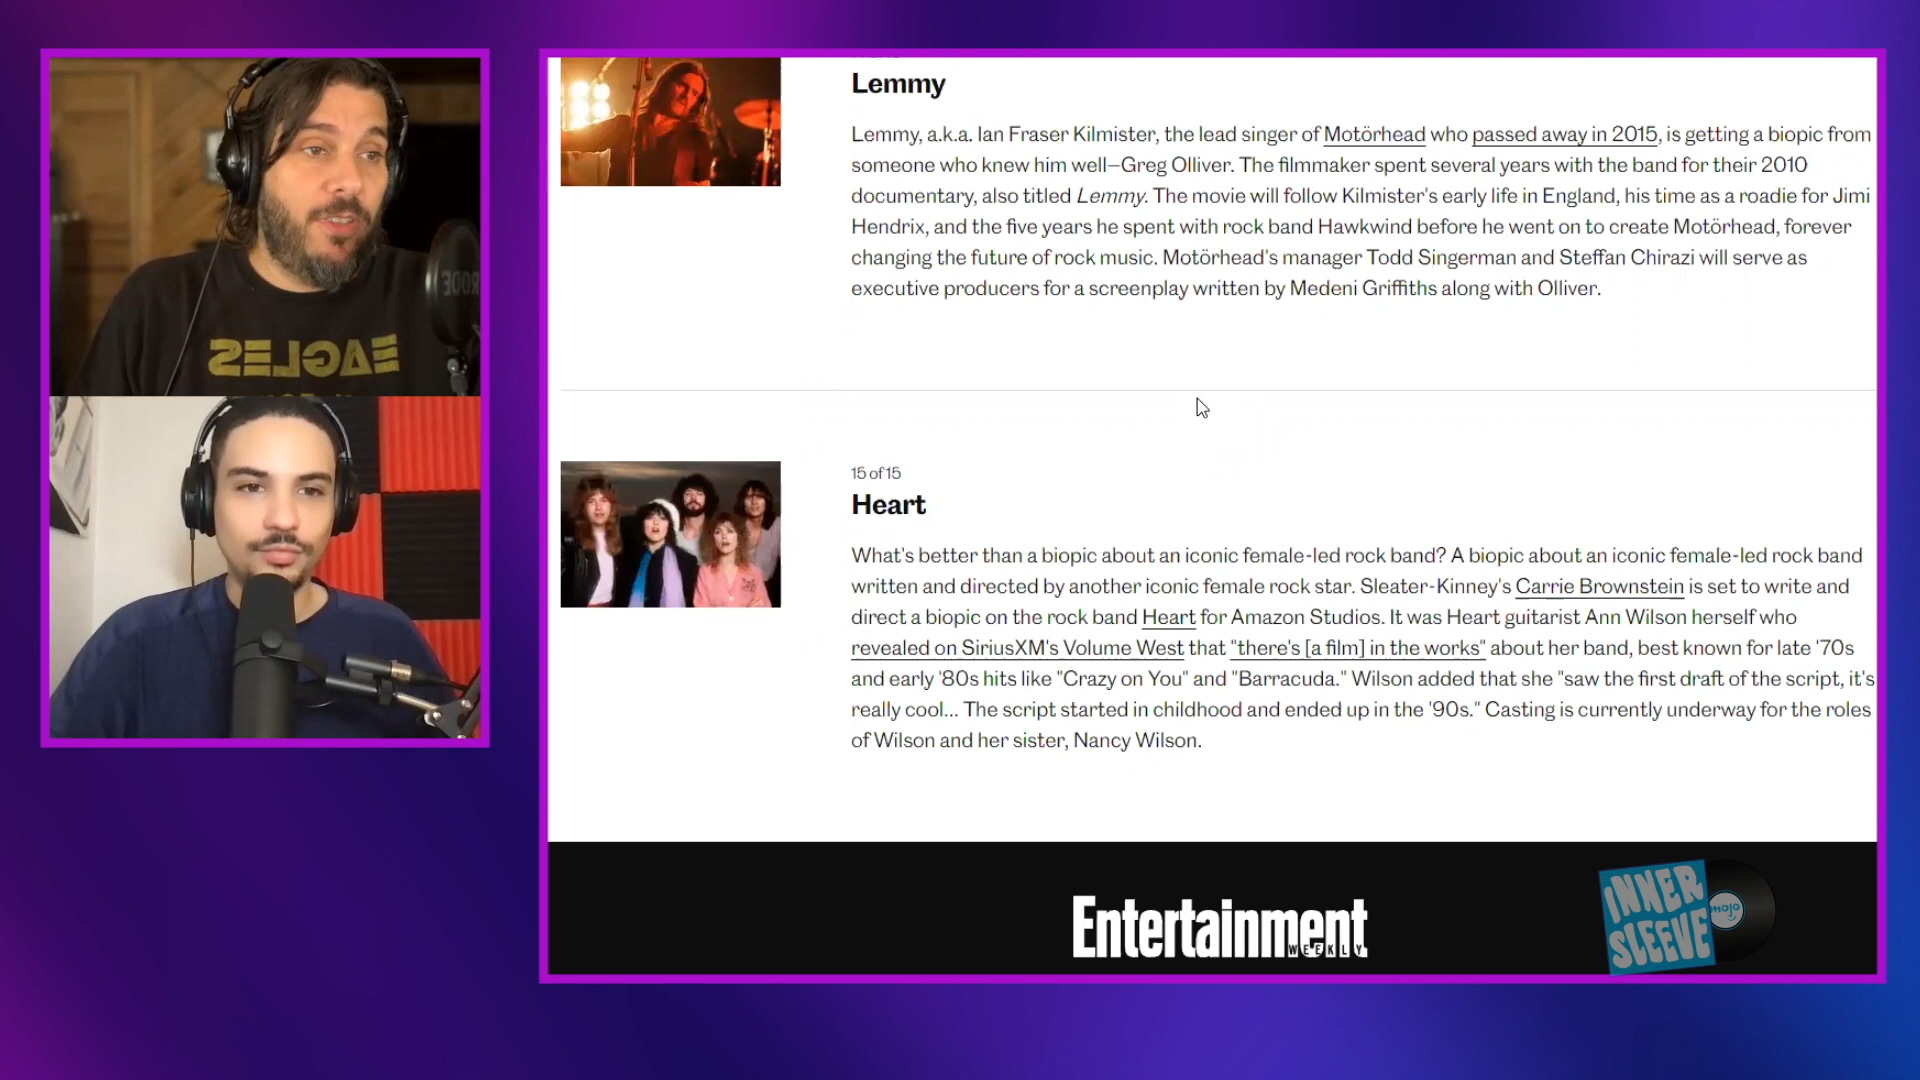 Lemmy
Lemmy, a.k.a. Ian Fraser Kilmister, the lead singer of Motörhead who passed away in 2015, is getting a biopic from
someone who knew him well—Greg Olliver. The filmmaker spent several years with the band for their 2010
documentary, also titled Lemmy. The movie will follow Kilmister's early life in England, his time as a roadie for Jimi
Hendrix, and the five years he spent with rock band Hawkwind before he went on to create Motörhead, forever
changing the future of rock music. Motörhead's manager Todd Singerman and Steffan Chirazi will serve as
executive producers for a screenplay written by Medeni Griffiths along with Olliver.
15 of 15
Heart
What's better than a biopic about an iconic female-led rock band? A biopic about an iconic female-led rock band
written and directed by another iconic female rock star. Sleater-Kinney's Carrie Brownstein is set to write and
direct a biopic on the rock band Heart for Amazon Studios. It was Heart guitarist Ann Wilson herself who
revealed on SiriusXM's Volume West that "there's [a film] in the works" about her band, best known for late '70s
and early '80s hits like "Crazy on You" and "Barracuda." Wilson added that she "saw the first draft of the script, it's
really cool... The script started in childhood and ended up in the '90s." Casting is currently underway for the roles
of Wilson and her sister, Nancy Wilson.
Entertainment
WEEKLY
INNER
SLEEVE
mojo
EAGLES
RODE